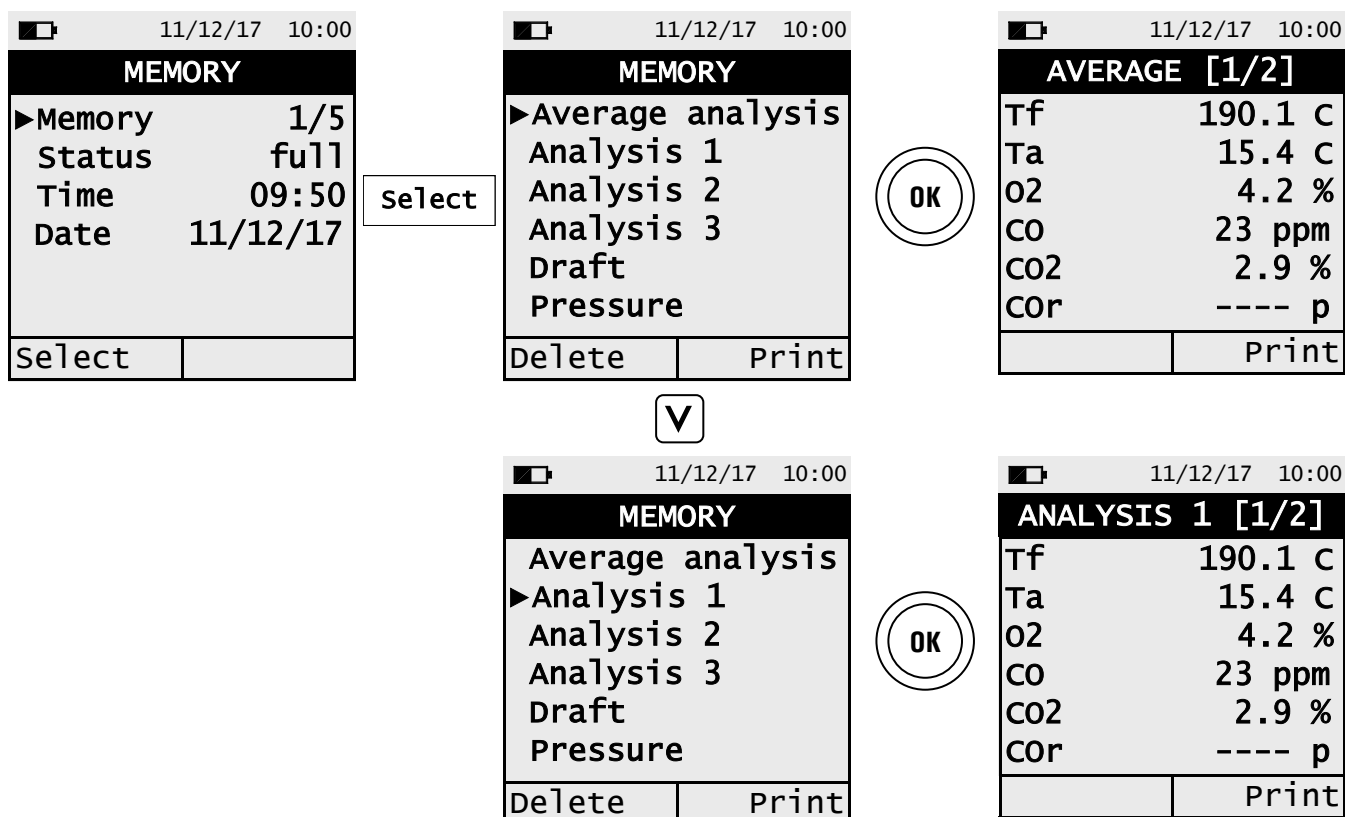 11/12/17 10:00
MEMORY
▶Memory 1/5
Status full
Time 09:50
Date 11/12/17
Select
Select
11/12/17 10:00
MEMORY
▶Average analysis
Analysis 1
Analysis 2
Analysis 3
Draft
Pressure
Delete Print
OK
11/12/17 10:00
AVERAGE [1/2]
Tf 190.1 C
Ta 15.4 C
O2 4.2 %
CO 23 ppm
CO2 2.9 %
COr ---- p
Print
V
11/12/17 10:00
MEMORY
Average analysis
▶Analysis 1
Analysis 2
Analysis 3
Draft
Pressure
Delete Print
OK
11/12/17 10:00
ANALYSIS 1 [1/2]
Tf 190.1 C
Ta 15.4 C
O2 4.2 %
CO 23 ppm
CO2 2.9 %
COr ---- p
Print